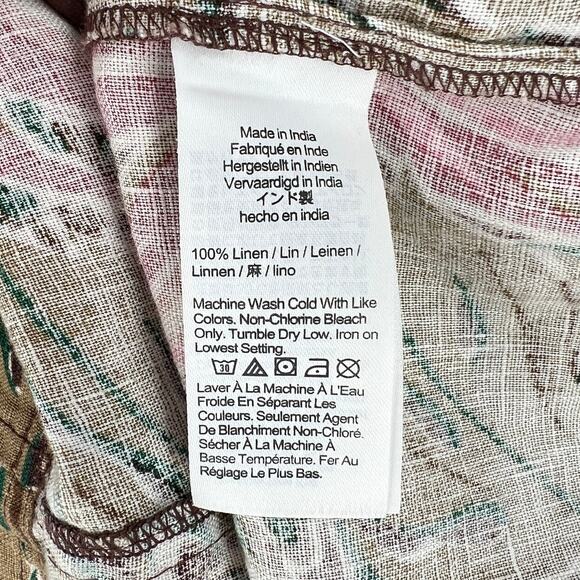 Made in India
Fabriqué en Inde
Hergestellt in Indien
Vervaardigd in India
インド製
hecho en india
100% Linen / Lin / Leinen /
Linnen / 麻 / lino
Machine Wash Cold With Like
Colors. Non-Chlorine Bleach
Only. Tumble Dry Low. Iron on
Lowest Setting.
30
Laver À La Machine À L'Eau
Froide En Séparant Les
Couleurs. Seulement Agent
De Blanchiment Non-Chloré.
Sécher À La Machine À
Basse Température. Fer Au
Réglage Le Plus Bas.